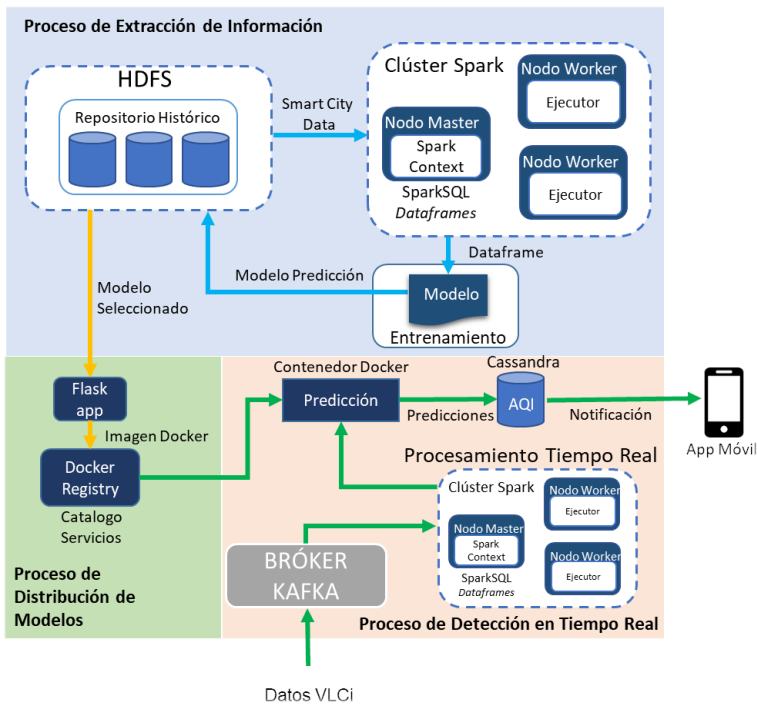 Proceso de Extracción de Información
HDFS
Repositorio Histórico
Smart City
Data
Clúster Spark
Nodo Master
Spark
Context
SparkSQL
Dataframes
Nodo Worker
Ejecutor
Nodo Worker
Ejecutor
Dataframe
Modelo Predicción
Modelo
Entrenamiento
Modelo
Seleccionado
Flask
app
Imagen Docker
Docker
Registry
Catalogo
Servicios
Proceso de
Distribución de
Modelos
Contenedor Docker
Predicción
Predicciones
Cassandra
AQI
Notificación
App Móvil
Procesamiento Tiempo Real
Clúster Spark
Nodo Master
Spark
Context
SparkSQL
Dataframes
Nodo Worker
Ejecutor
Nodo Worker
Ejecutor
BRÓKER
KAFKA
Proceso de Detección en Tiempo Real
Datos VLCi